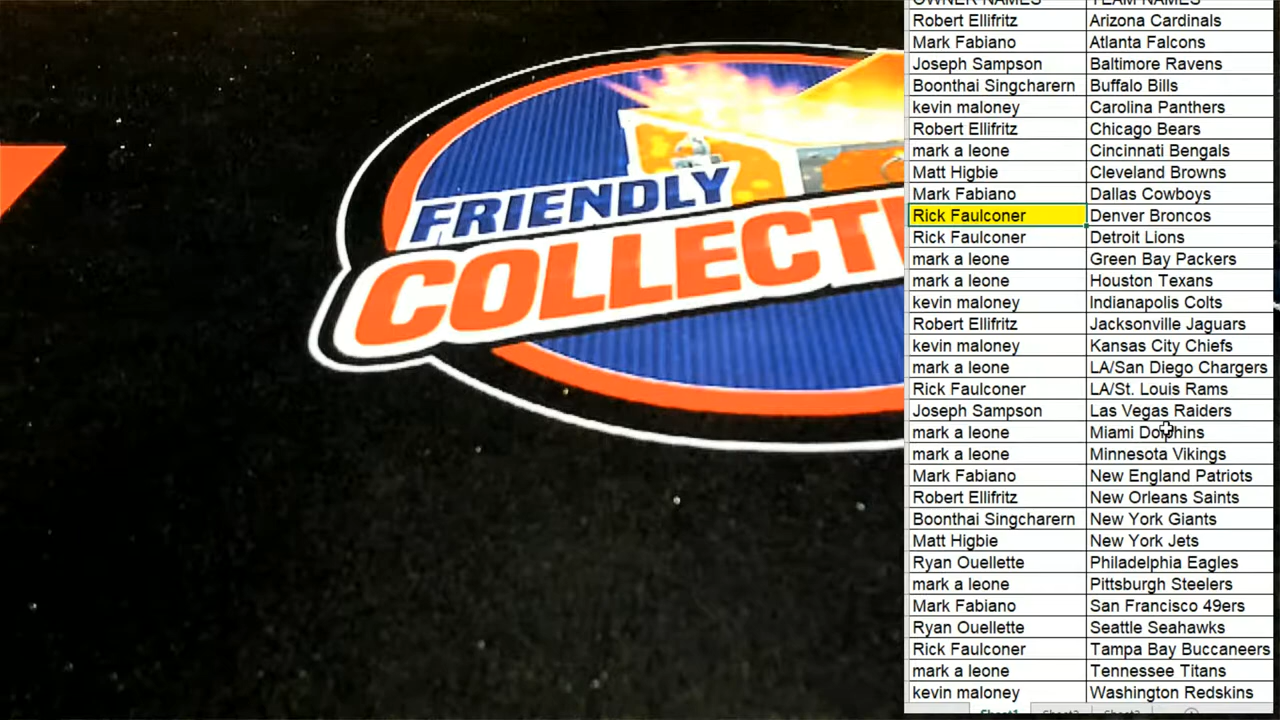 FRIENDLY
COLLECT
OWNER NAMES TEAM NAMES
Robert Ellifritz Arizona Cardinals
Mark Fabiano Atlanta Falcons
Joseph Sampson Baltimore Ravens
Boonthai Singcharern Buffalo Bills
kevin maloney Carolina Panthers
Robert Ellifritz Chicago Bears
mark a leone Cincinnati Bengals
Matt Higbie Cleveland Browns
Mark Fabiano Dallas Cowboys
Rick Faulconer Denver Broncos
Rick Faulconer Detroit Lions
mark a leone Green Bay Packers
mark a leone Houston Texans
kevin maloney Indianapolis Colts
Robert Ellifritz Jacksonville Jaguars
kevin maloney Kansas City Chiefs
mark a leone LA/San Diego Chargers
Rick Faulconer LA/St. Louis Rams
Joseph Sampson Las Vegas Raiders
mark a leone Miami Dolphins
mark a leone Minnesota Vikings
Mark Fabiano New England Patriots
Robert Ellifritz New Orleans Saints
Boonthai Singcharern New York Giants
Matt Higbie New York Jets
Ryan Ouellette Philadelphia Eagles
mark a leone Pittsburgh Steelers
Mark Fabiano San Francisco 49ers
Ryan Ouellette Seattle Seahawks
Rick Faulconer Tampa Bay Buccaneers
mark a leone Tennessee Titans
kevin maloney Washington Redskins
Sheet1 Sheet2 Sheet3